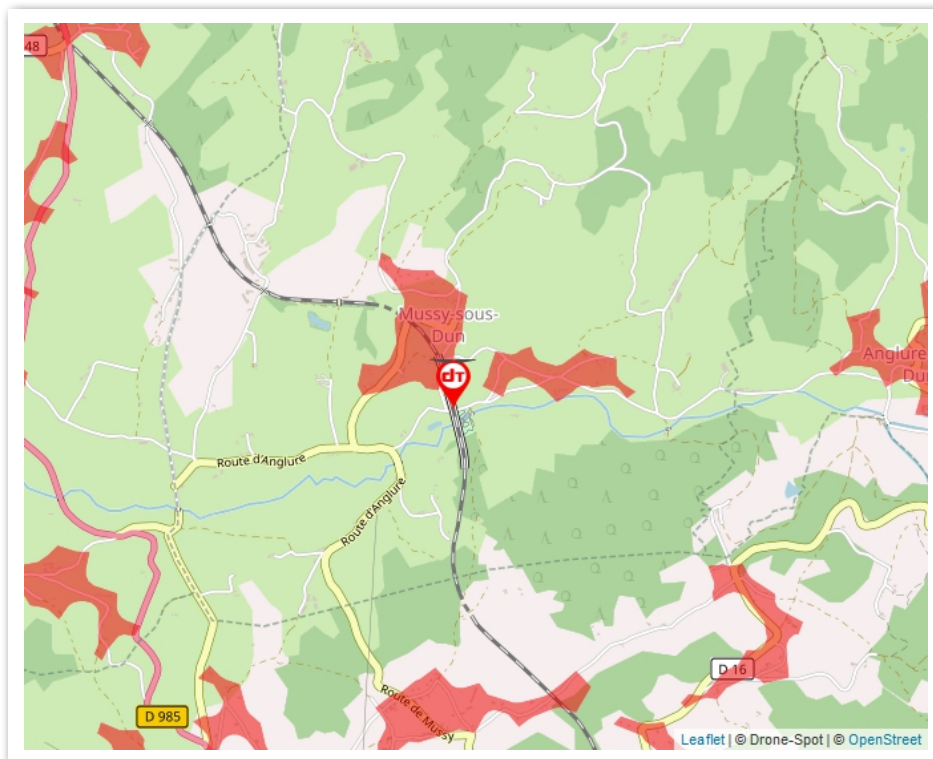 48
Mussy-sous-
Dun
dT
Anglure
Du
Route d'Anglure
Route d'Anglure
D 16
Route de Mussy
D 985
Leaflet | © Drone-Spot | © OpenStreet